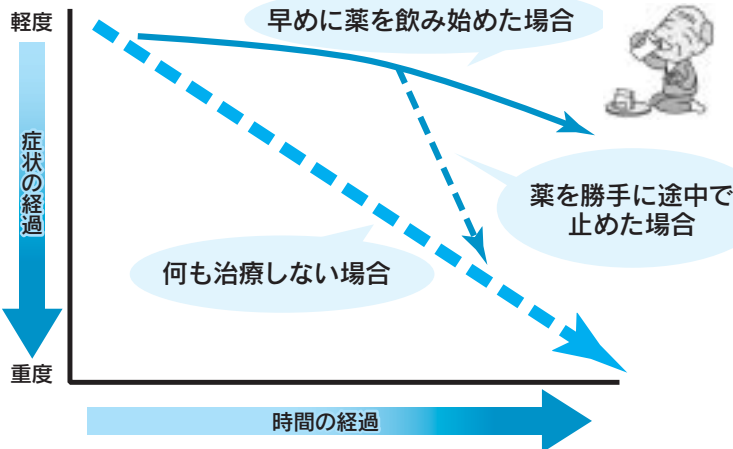 軽度
早めに薬を飲み始めた場合
症状の経過
薬を勝手に途中で
止めた場合
何も治療しない場合
重度
時間の経過